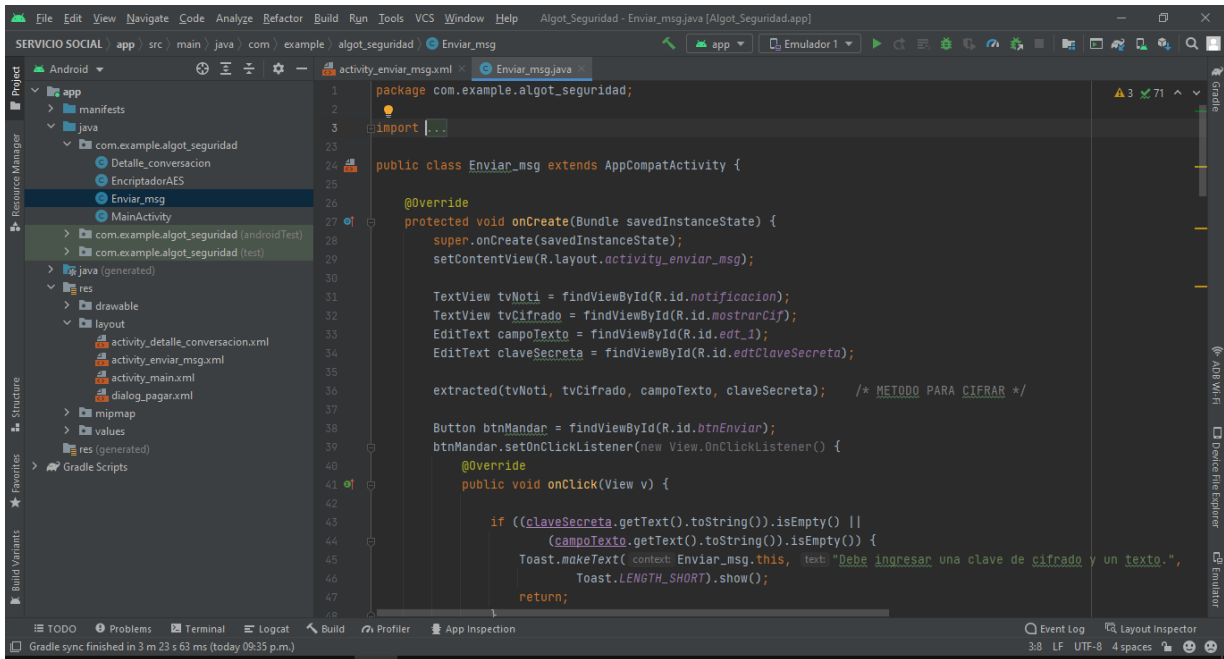 File Edit View Navigate Code Analyze Refactor Build Run Tools VCS Window Help Algot_Seguridad - Enviar_msg.java [Algot_Seguridad.app]
SERVICIO SOCIAL app src main java com example algot_seguridad Enviar_msg app Emulador 1
Android
activity_enviar_msg.xml Enviar_msg.java
Project
Resource Manager
Structure
Favorites
Build Variants
app
manifests
java
com.example.algot_seguridad
Detalle_conversacion
EncriptadorAES
Enviar_msg
MainActivity
com.example.algot_seguridad (androidTest)
com.example.algot_seguridad (test)
java (generated)
res
drawable
layout
activity_detalle_conversacion.xml
activity_enviar_msg.xml
activity_main.xml
dialog_pagar.xml
mipmap
values
res (generated)
Gradle Scripts
1 package com.example.algot_seguridad;
2
3 import ...
23
24 public class Enviar_msg extends AppCompatActivity {
25
26 @Override
27 protected void onCreate(Bundle savedInstanceState) {
28 super.onCreate(savedInstanceState);
29 setContentView(R.layout.activity_enviar_msg);
30
31 TextView tvNoti = findViewById(R.id.notificacion);
32 TextView tvCifrado = findViewById(R.id.mostrarCif);
33 EditText campoTexto = findViewById(R.id.edt_1);
34 EditText claveSecreta = findViewById(R.id.edtClaveSecreta);
35
36 extracted(tvNoti, tvCifrado, campoTexto, claveSecreta); /* METODO PARA CIFRAR */
37
38 Button btnMandar = findViewById(R.id.btnEnviar);
39 btnMandar.setOnClickListener(new View.OnClickListener() {
40 @Override
41 public void onClick(View v) {
42
43 if ((claveSecreta.getText().toString()).isEmpty() ||
44 (campoTexto.getText().toString()).isEmpty()) {
45 Toast.makeText( context: Enviar_msg.this, text: "Debe ingresar una clave de cifrado y un texto.",
46 Toast.LENGTH_SHORT).show();
47 return;
48 }
3 71
Gradle
ADB Wi-Fi
Device File Explorer
Emulator
TODO Problems Terminal Logcat Build Profiler App Inspection Event Log Layout Inspector
Gradle sync finished in 3 m 23 s 63 ms (today 09:35 p.m.) 3:8 LF UTF-8 4 spaces